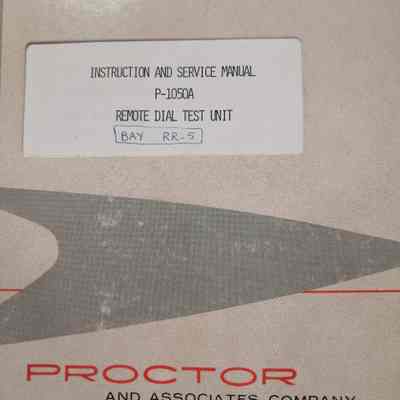 INSTRUCTION AND SERVICE MANUAL
P-1050A
REMOTE DIAL TEST UNIT
BAY RR-5
PROCTOR
AND ASSOCIATES COMPANY